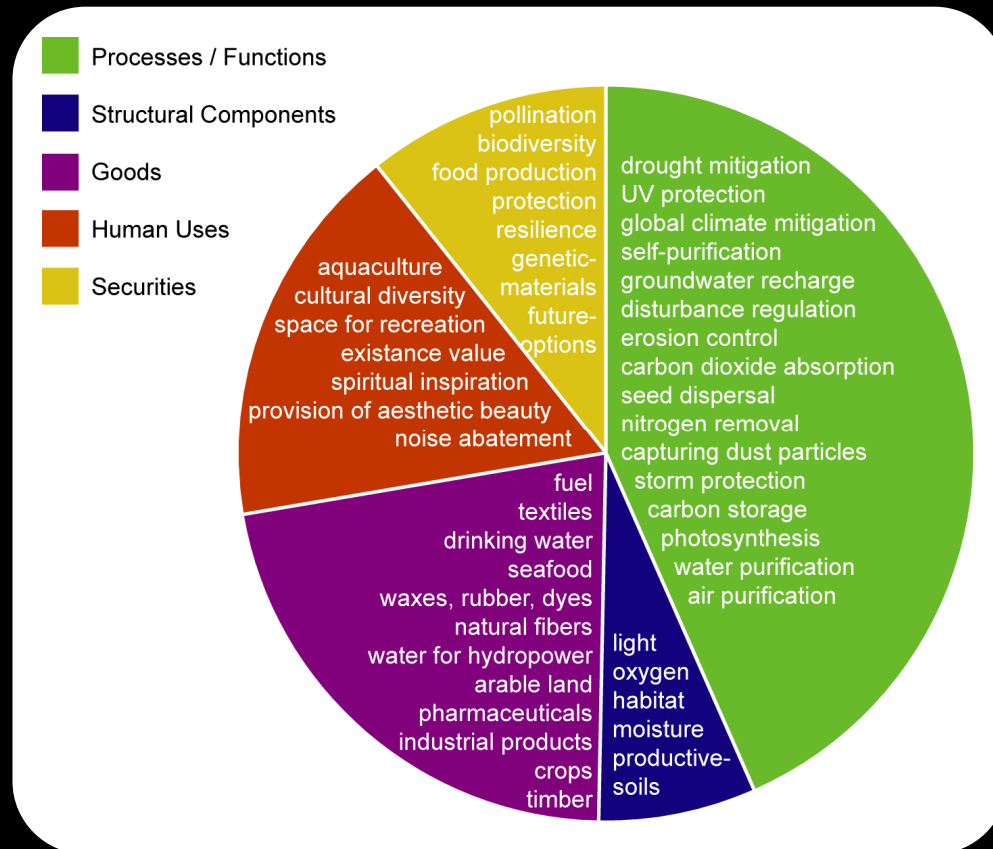 Processes / Functions
Structural Components
Goods
Human Uses
Securities
pollination
biodiversity
food production
protection
resilience
genetic-
materials
future-
options
drought mitigation
UV protection
global climate mitigation
self-purification
groundwater recharge
disturbance regulation
erosion control
carbon dioxide absorption
seed dispersal
nitrogen removal
capturing dust particles
storm protection
carbon storage
photosynthesis
water purification
air purification
aquaculture
cultural diversity
space for recreation
existance value
spiritual inspiration
provision of aesthetic beauty
noise abatement
fuel
textiles
drinking water
seafood
waxes, rubber, dyes
natural fibers
water for hydropower
arable land
pharmaceuticals
industrial products
crops
timber
light
oxygen
habitat
moisture
productive-
soils